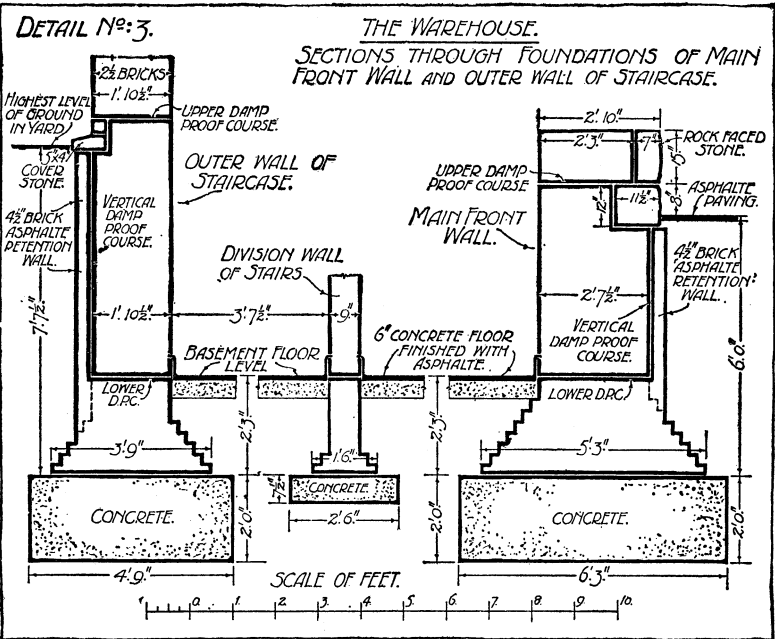 DETAIL Nº:3.
THE WAREHOUSE.
SECTIONS THROUGH FOUNDATIONS OF MAIN
FRONT WALL AND OUTER WALL OF STAIRCASE.
2½ BRICKS
1'.10½"
HIGHEST LEVEL
OF GROUND
IN YARD
UPPER DAMP
PROOF COURSE.
5"x4"
COVER
STONE.
OUTER WALL OF
STAIRCASE.
4½" BRICK
ASPHALTE
RETENTION
WALL.
VERTICAL
DAMP
PROOF
COURSE.
7'.7½"
1'.10½"
3'.7½"
DIVISION WALL
OF STAIRS
9"
BASEMENT FLOOR
LEVEL
LOWER
D.P.C.
6" CONCRETE FLOOR
FINISHED WITH
ASPHALTE.
2'.10"
2'.3"
7"
ROCK FACED
STONE.
UPPER DAMP
PROOF COURSE
1'.3"
8"
12"
11½"
ASPHALTE
PAVING.
MAIN FRONT
WALL.
4½" BRICK
ASPHALTE
RETENTION
WALL.
2'.7½"
VERTICAL
DAMP PROOF
COURSE.
6'.0"
LOWER D.P.C
3'.9"
2'.3"
1'.6"
2'.3"
5'.3"
CONCRETE.
2'.0"
7½"
CONCRETE
2'.6"
2'.0"
CONCRETE.
2'.0"
4'.9"
6'.3"
SCALE OF FEET.
1 0. 1. 2. 3. 4. 5. 6. 7. 8. 9. 10.